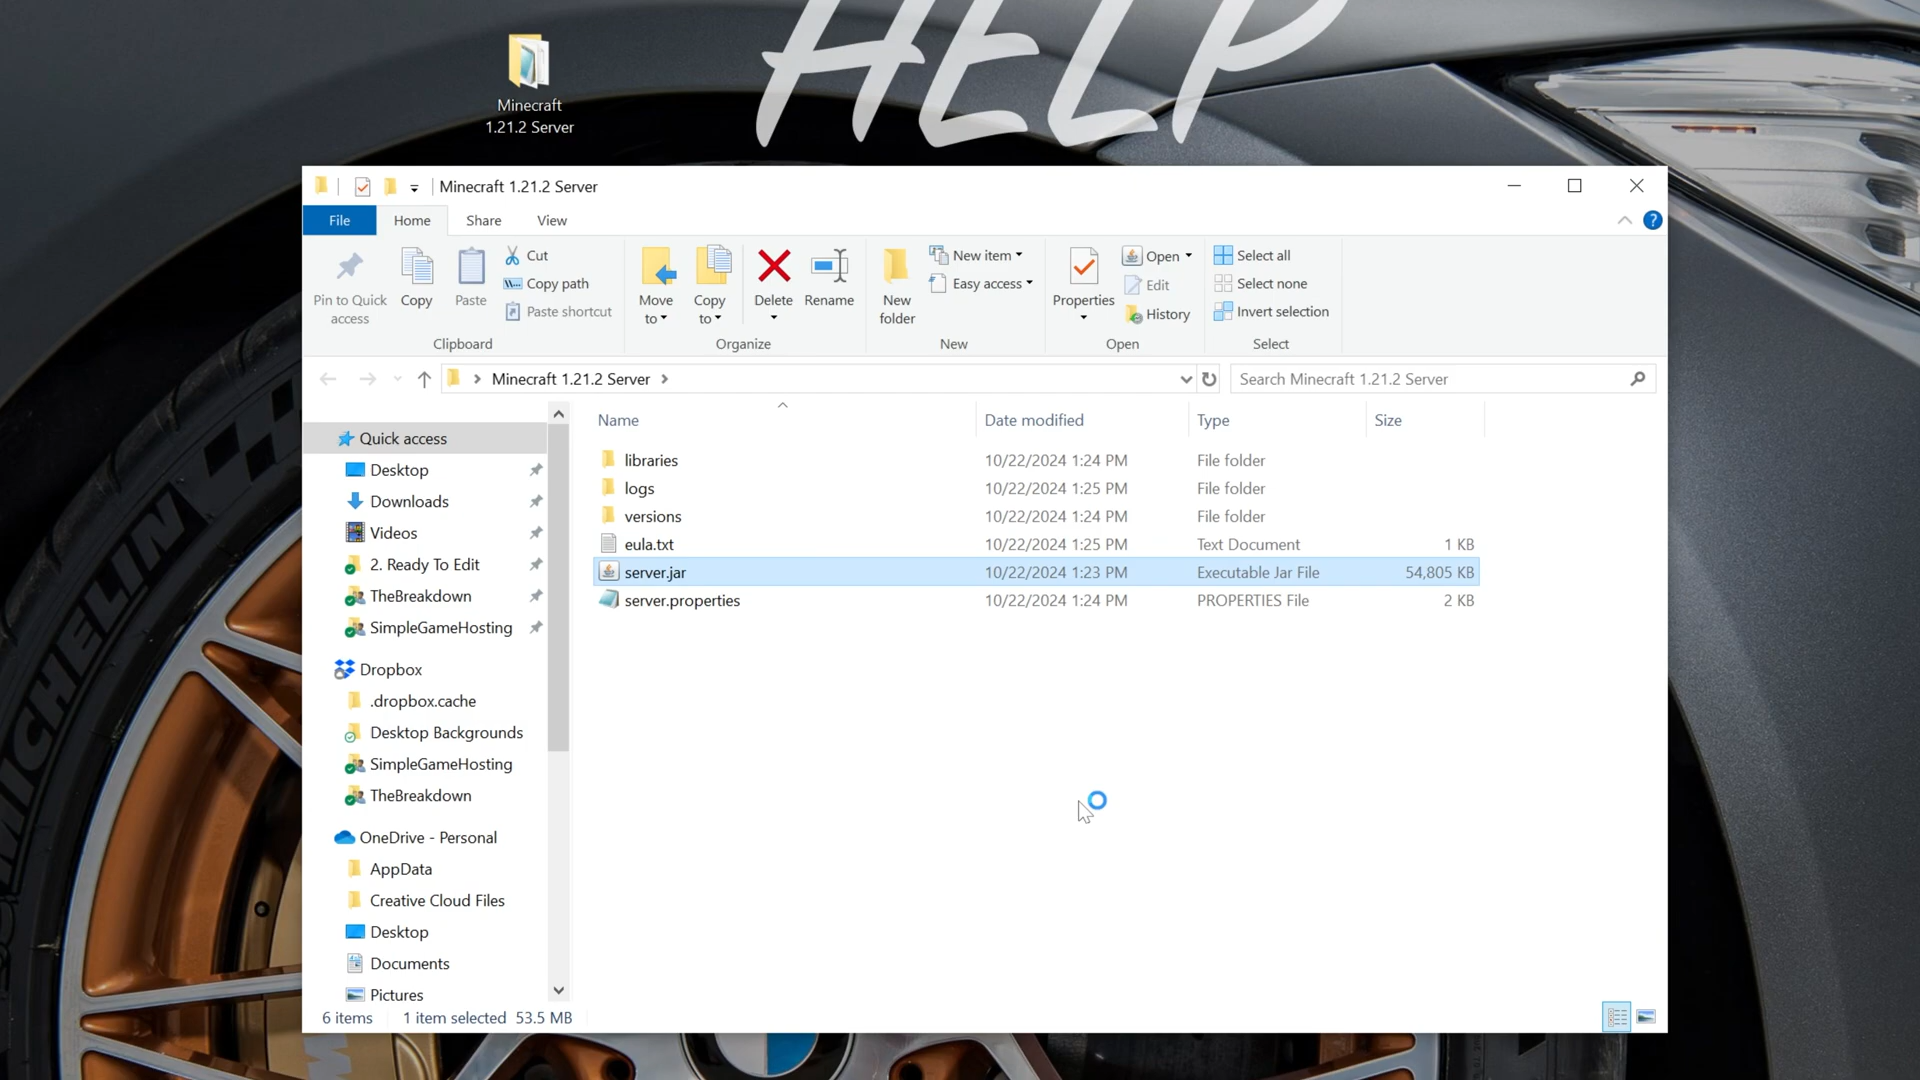 HELP
Minecraft
1.21.2 Server
Minecraft 1.21.2 Server
File
Home
Share
View
Pin to Quick
access
Copy
Paste
Cut
Copy path
Paste shortcut
Clipboard
Move
to
Copy
to
Delete
Rename
Organize
New
folder
New item
Easy access
New
Properties
Open
Edit
History
Open
Select all
Select none
Invert selection
Select
Minecraft 1.21.2 Server
Search Minecraft 1.21.2 Server
Quick access
Desktop
Downloads
Videos
2. Ready To Edit
TheBreakdown
SimpleGameHosting
Dropbox
.dropbox.cache
Desktop Backgrounds
SimpleGameHosting
TheBreakdown
OneDrive - Personal
AppData
Creative Cloud Files
Desktop
Documents
Pictures
Name Date modified Type Size
libraries 10/22/2024 1:24 PM File folder
logs 10/22/2024 1:25 PM File folder
versions 10/22/2024 1:24 PM File folder
eula.txt 10/22/2024 1:25 PM Text Document 1 KB
server.jar 10/22/2024 1:23 PM Executable Jar File 54,805 KB
server.properties 10/22/2024 1:24 PM PROPERTIES File 2 KB
6 items 1 item selected 53.5 MB
MICHELIN